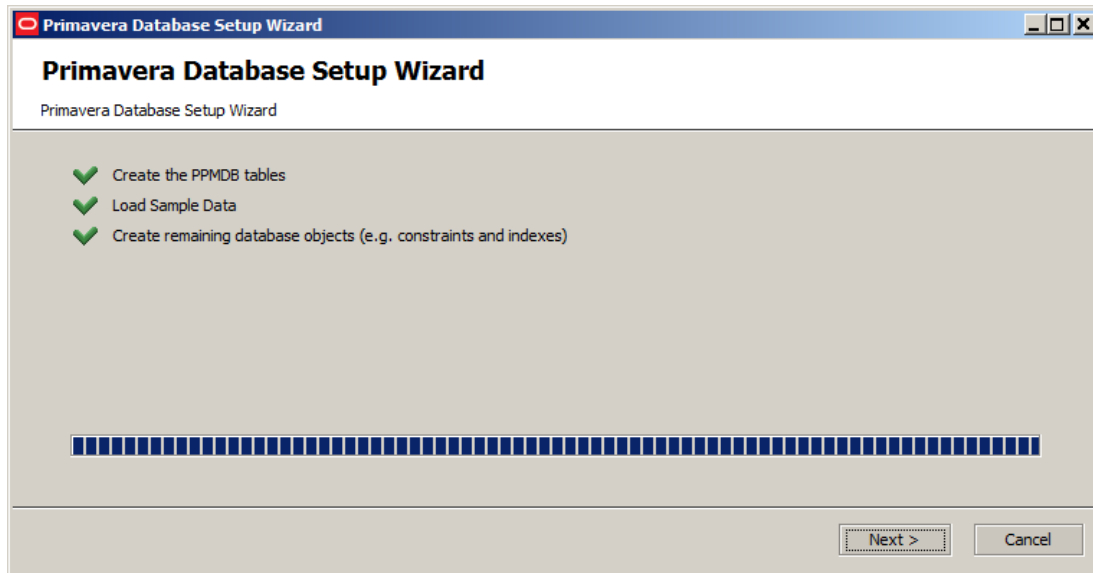 Primavera Database Setup Wizard
Primavera Database Setup Wizard
Primavera Database Setup Wizard
Create the PPMDB tables
Load Sample Data
Create remaining database objects (e.g. constraints and indexes)
Next >
Cancel